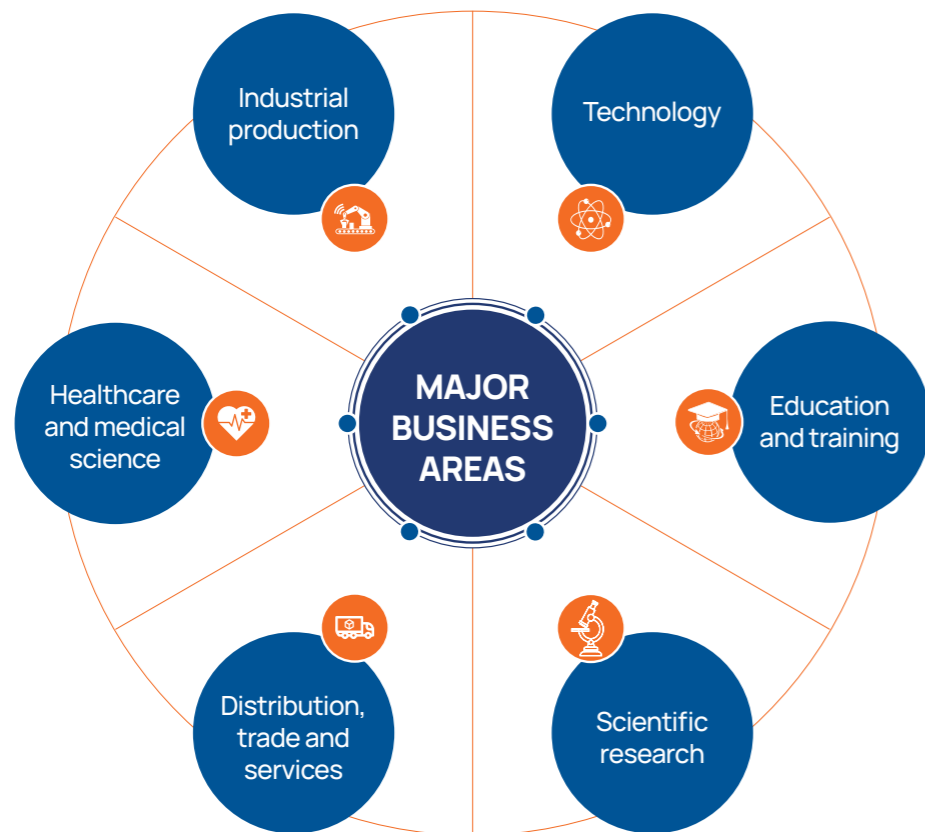 Industrial
production
Technology
Healthcare
and medical
science
MAJOR
BUSINESS
AREAS
Education
and training
Distribution,
trade and
services
Scientific
research